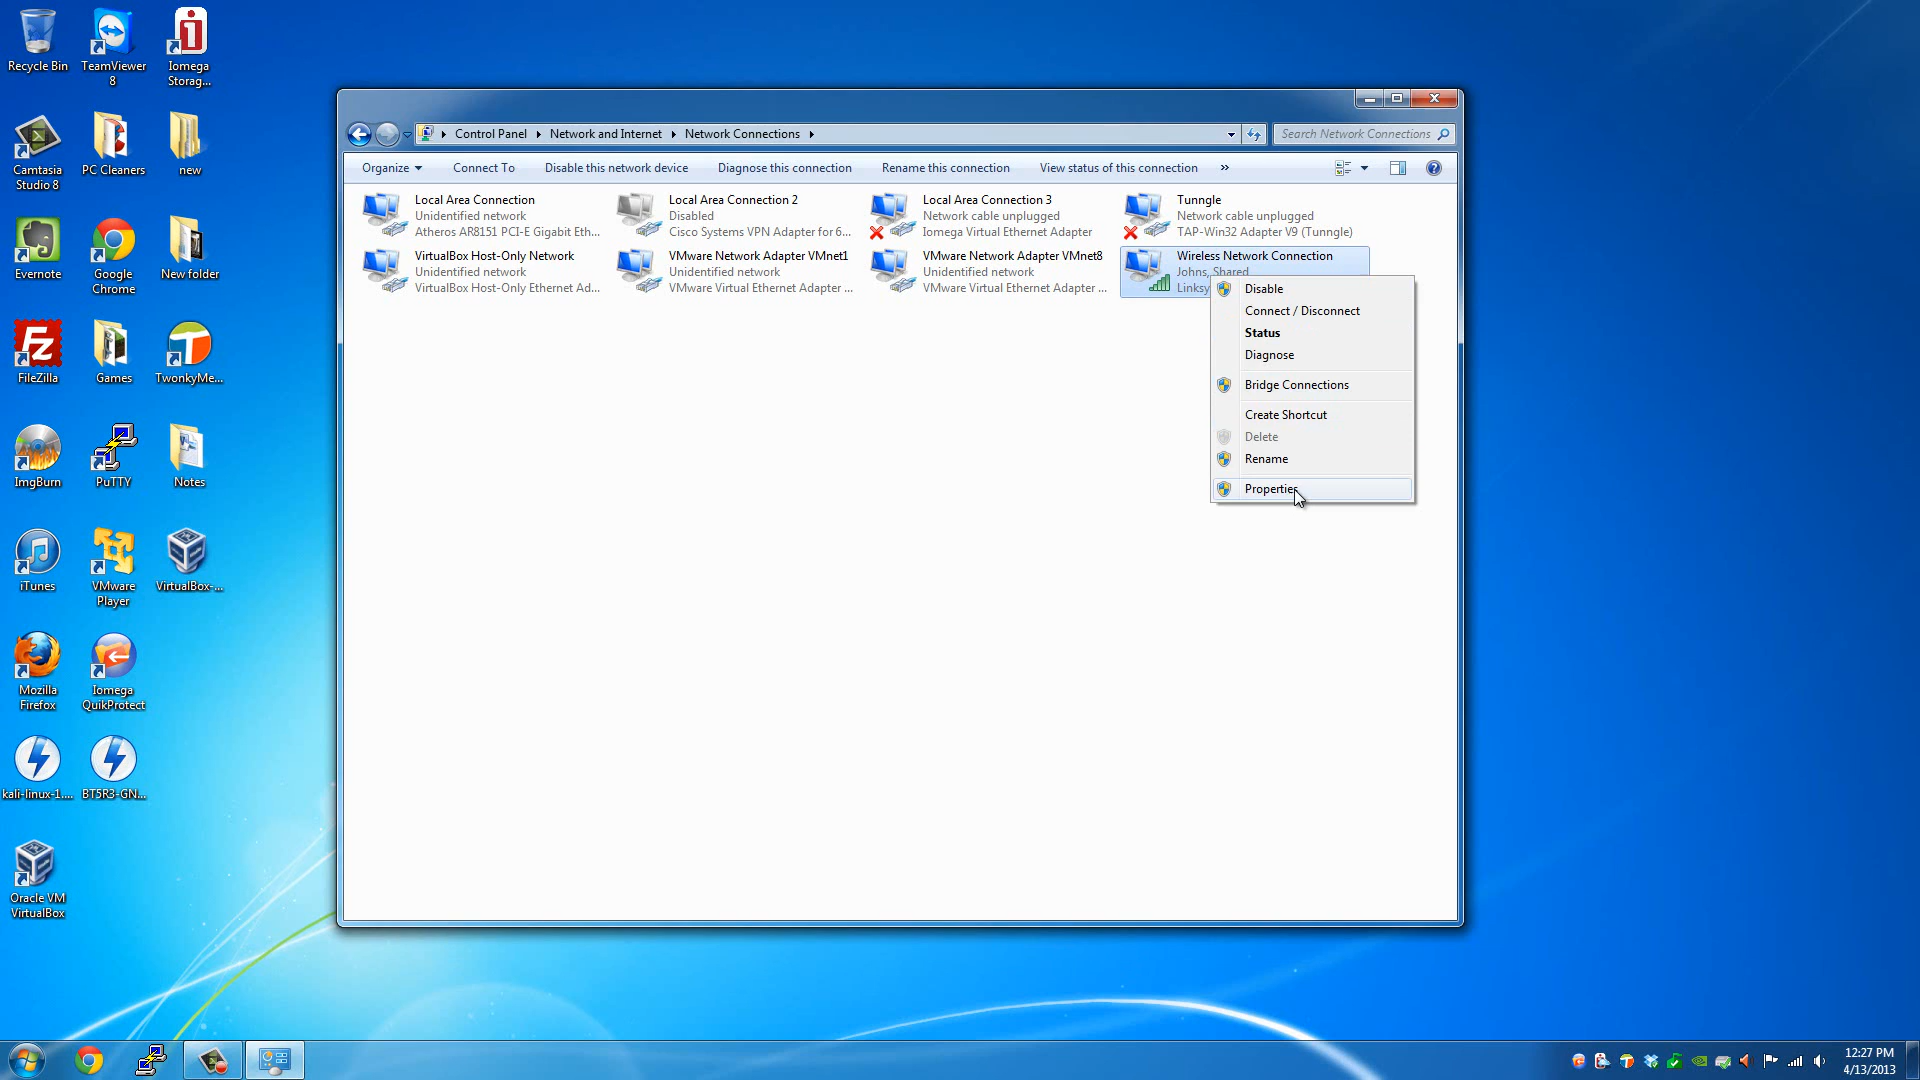 Recycle Bin
TeamViewer
8
Iomega
Storag...
Camtasia
Studio 8
PC Cleaners
new
Evernote
Google
Chrome
New folder
FileZilla
Games
TwonkyMe...
ImgBurn
PuTTY
Notes
iTunes
VMware
Player
VirtualBox-...
Mozilla
Firefox
Iomega
QuikProtect
kali-linux-1....
BT5R3-GN...
Oracle VM
VirtualBox
Control Panel
Network and Internet
Network Connections
Search Network Connections
Organize
Connect To
Disable this network device
Diagnose this connection
Rename this connection
View status of this connection
»
Local Area Connection
Unidentified network
Atheros AR8151 PCI-E Gigabit Eth...
Local Area Connection 2
Disabled
Cisco Systems VPN Adapter for 6...
Local Area Connection 3
Network cable unplugged
Iomega Virtual Ethernet Adapter
Tunngle
Network cable unplugged
TAP-Win32 Adapter V9 (Tunngle)
VirtualBox Host-Only Network
Unidentified network
VirtualBox Host-Only Ethernet Ad...
VMware Network Adapter VMnet1
Unidentified network
VMware Virtual Ethernet Adapter ...
VMware Network Adapter VMnet8
Unidentified network
VMware Virtual Ethernet Adapter ...
Wireless Network Connection
Johns, Shared
Linksy
Disable
Connect / Disconnect
Status
Diagnose
Bridge Connections
Create Shortcut
Delete
Rename
Properties
12:27 PM
4/13/2013